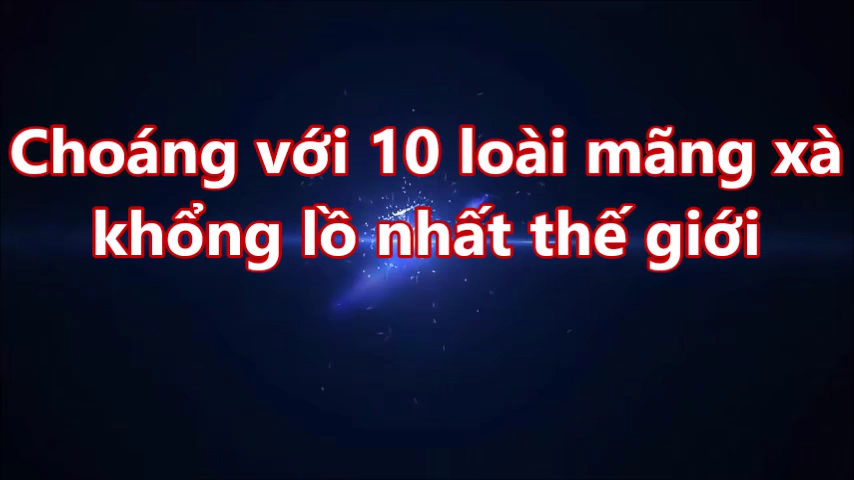 Choáng với 10 loài mãng xà
khổng lồ nhất thế giới